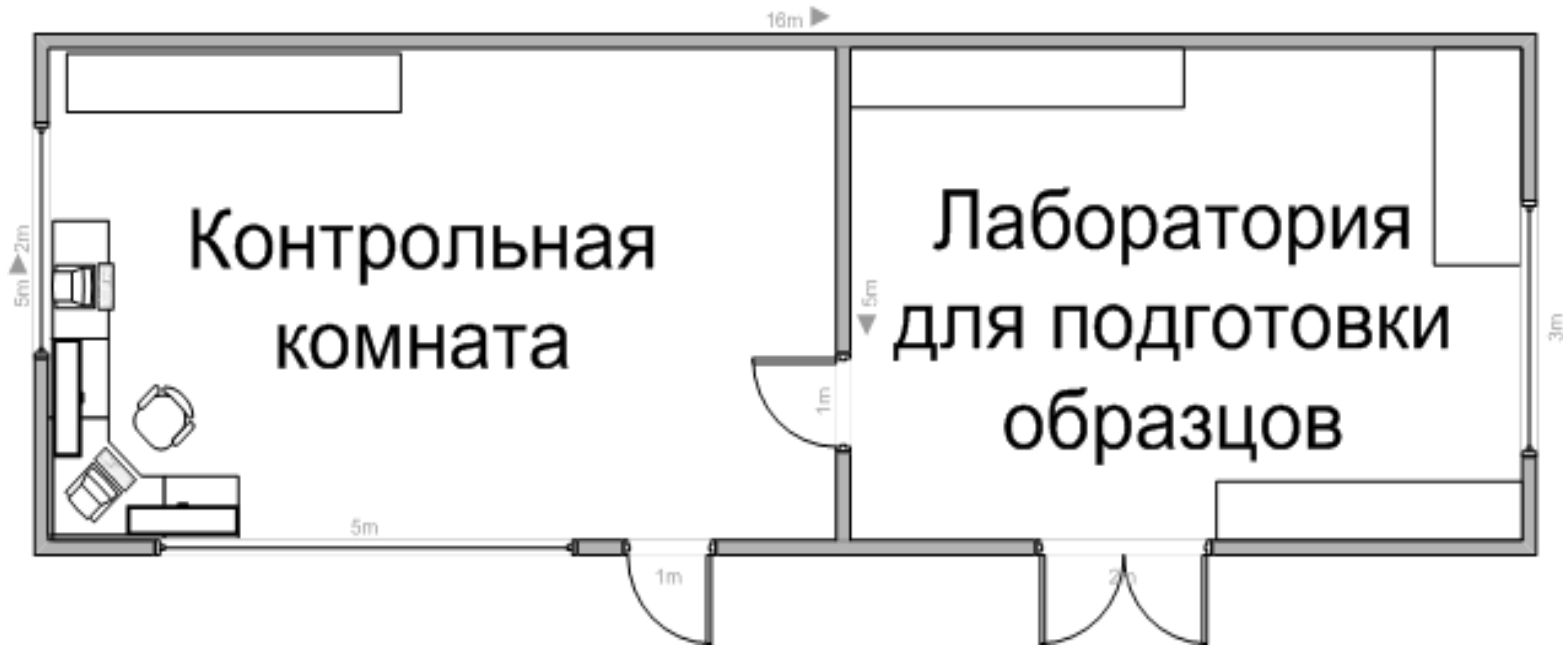 16m
Контрольная
комната
Лаборатория
для подготовки
образцов
5m
2m
5m
3m
1m
5m
1m
2m